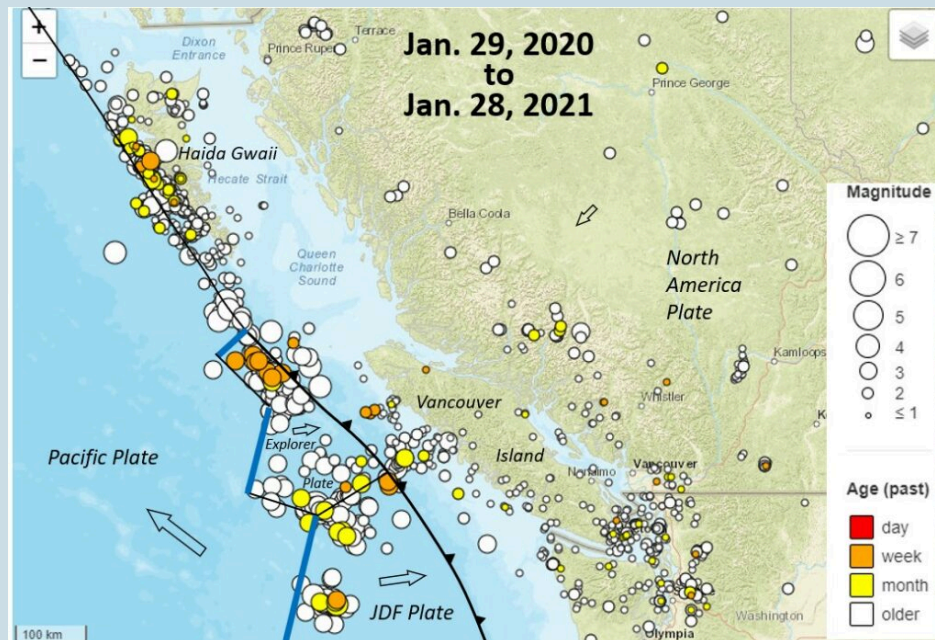 +
−
Dixon
Entrance
Terrace
Prince Ruper
Jan. 29, 2020
to
Jan. 28, 2021
Prince George
Haida Gwaii
Hecate Strait
Bella Coola
Queen
Charlotte
Sound
North
America
Plate
Kamloops
Whistler
Vancouver
Island
Nanaimo
Vancouver
Explorer
Plate
Pacific Plate
JDF Plate
Olympia
Washington
100 km
Magnitude
≥ 7
6
5
4
3
2
≤ 1
Age (past)
day
week
month
older